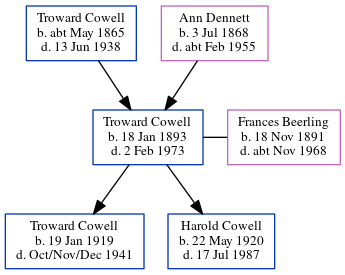 Troward Cowell
b. abt May 1865
d. 13 Jun 1938
Ann Dennett
b. 3 Jul 1868
d. abt Feb 1955
Troward Cowell
b. 18 Jan 1893
d. 2 Feb 1973
Frances Beerling
b. 18 Nov 1891
d. abt Nov 1968
Troward Cowell
b. 19 Jan 1919
d. Oct/Nov/Dec 1941
Harold Cowell
b. 22 May 1920
d. 17 Jul 1987